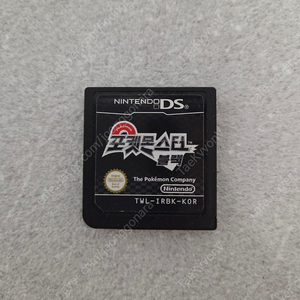 NINTENDO DS
포켓몬스터
블랙
The Pokémon Company
Nintendo
TWL-IRBK-KOR